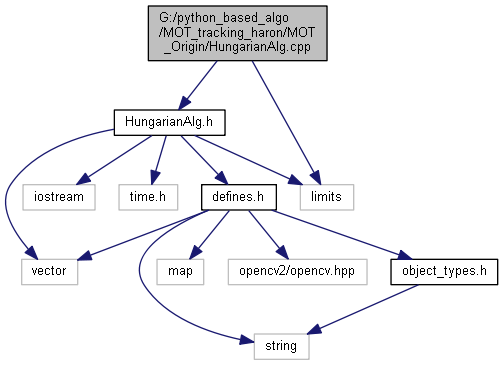 G:/python_based_algo
/MOT_tracking_haron/MOT
_Origin/HungarianAlg.cpp
HungarianAlg.h
iostream
time.h
defines.h
limits
vector
map
opencv2/opencv.hpp
object_types.h
string